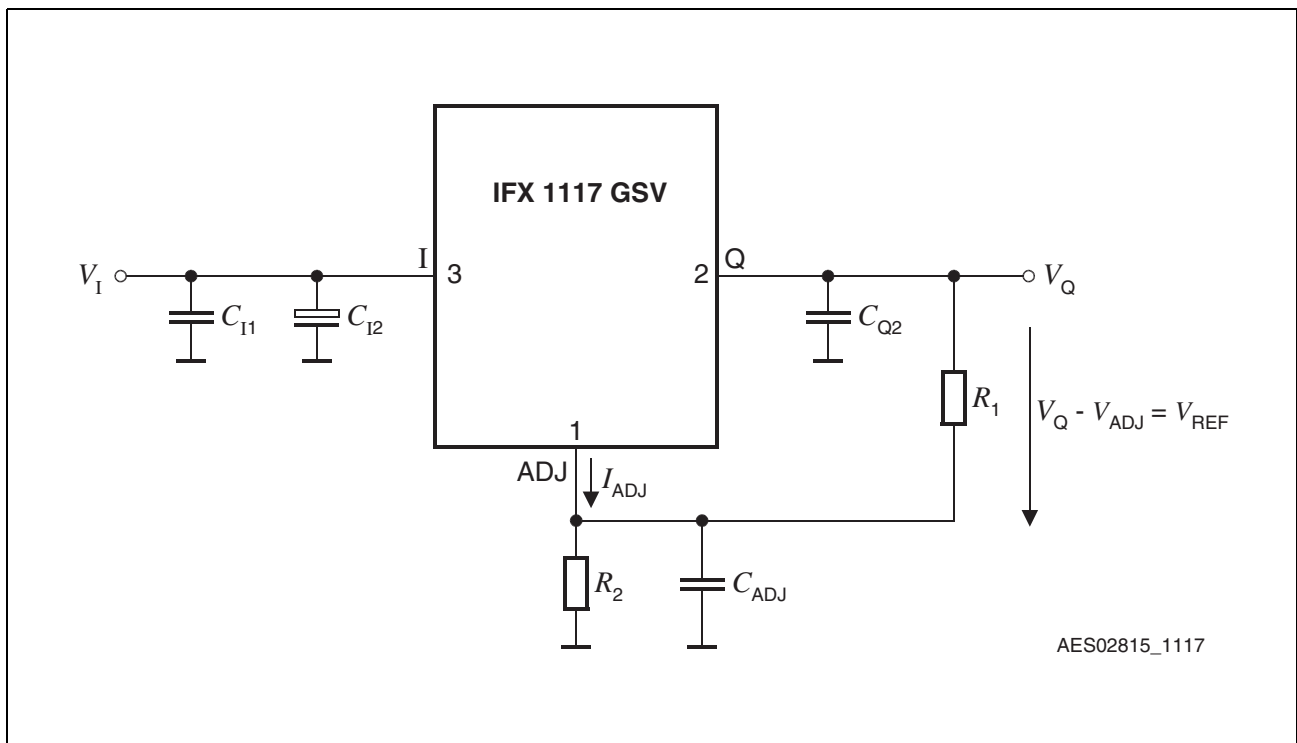 IFX 1117 GSV
I
Q
V_I
3
2
V_Q
C_I1
C_I2
C_Q2
R_1
V_Q - V_ADJ = V_REF
1
ADJ
I_ADJ
R_2
C_ADJ
AES02815_1117